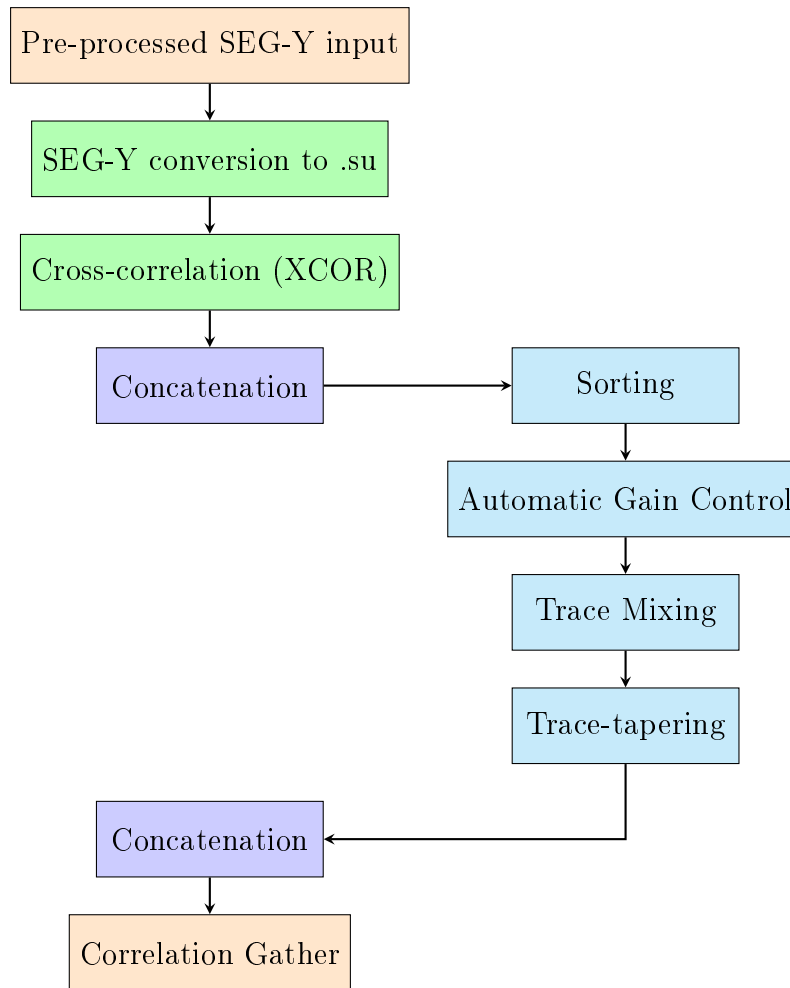 Pre-processed SEG-Y input
SEG-Y conversion to .su
Cross-correlation (XCOR)
Concatenation
Sorting
Automatic Gain Control
Trace Mixing
Trace-tapering
Concatenation
Correlation Gather